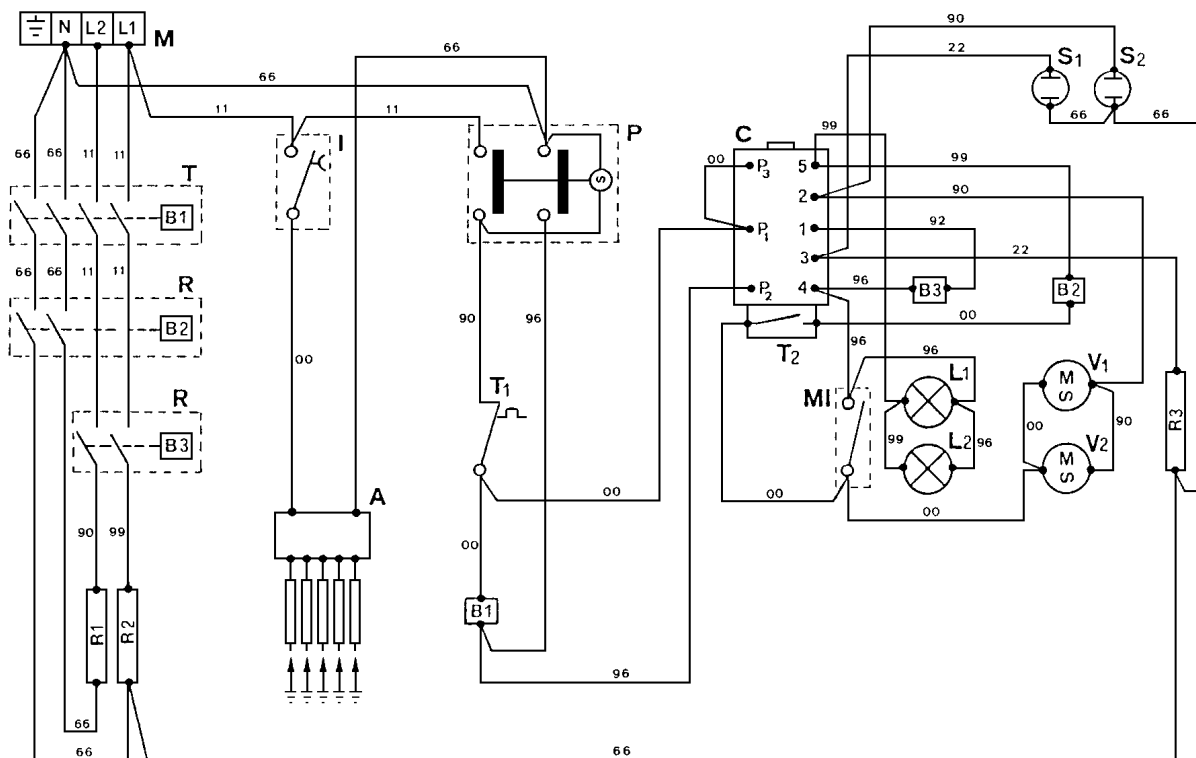 N L2 L1 M
90
22
S1 S2
66
66
11 11
66 66
I P C
99
00 P3 5 99
66 66 11 11
T
S
2 90
B1
P1 1 92
3 22
66 66 11 11
R
96
P2 4 B3 B2
B2
90 96
00
T2
00
96 96
T1 L1 V1
R MI
M S
R3
B3
99 L2 96 00 90
V2
M S
A
00 00
00
90 99
00
B1
R1 R2
96
66
66 66